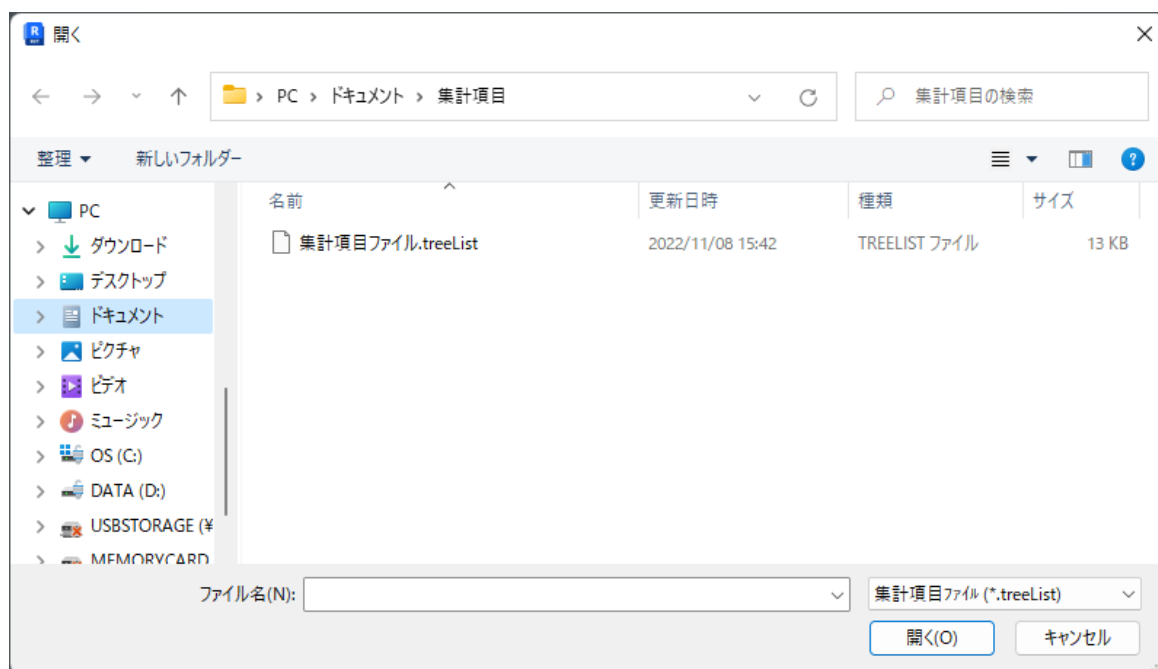 開く
PC > ドキュメント > 集計項目
集計項目の検索
整理
新しいフォルダー
名前
更新日時
種類
サイズ
集計項目ファイル.treeList
2022/11/08 15:42
TREELIST ファイル
13 KB
PC
ダウンロード
デスクトップ
ドキュメント
ピクチャ
ビデオ
ミュージック
OS (C:)
DATA (D:)
USBSTORAGE (¥
MEMORYCARD
ファイル名(N):
集計項目ファイル (*.treeList)
開く(O)
キャンセル